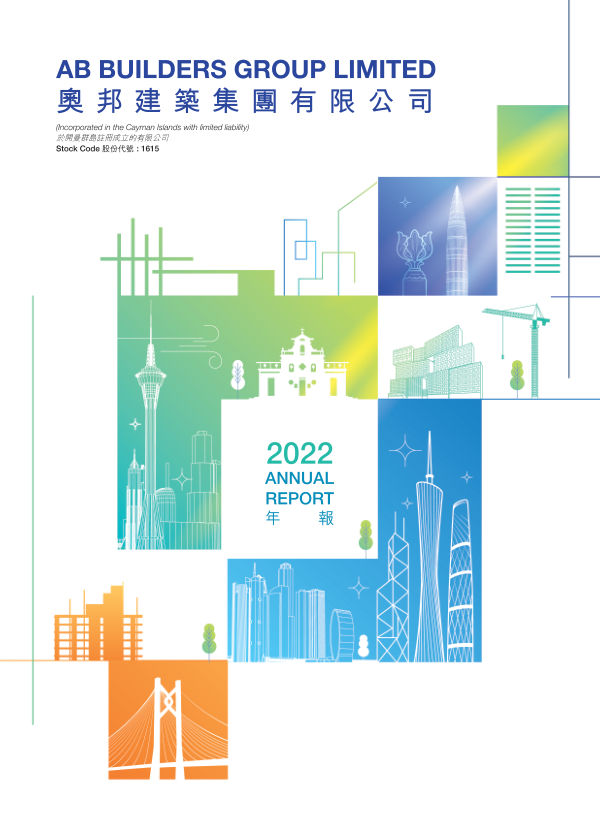 AB BUILDERS GROUP LIMITED
奧邦建築集團有限公司
(Incorporated in the Cayman Islands with limited liability)
於開曼群島註冊成立的有限公司
Stock Code 股份代號 : 1615
2022
ANNUAL
REPORT
年 報